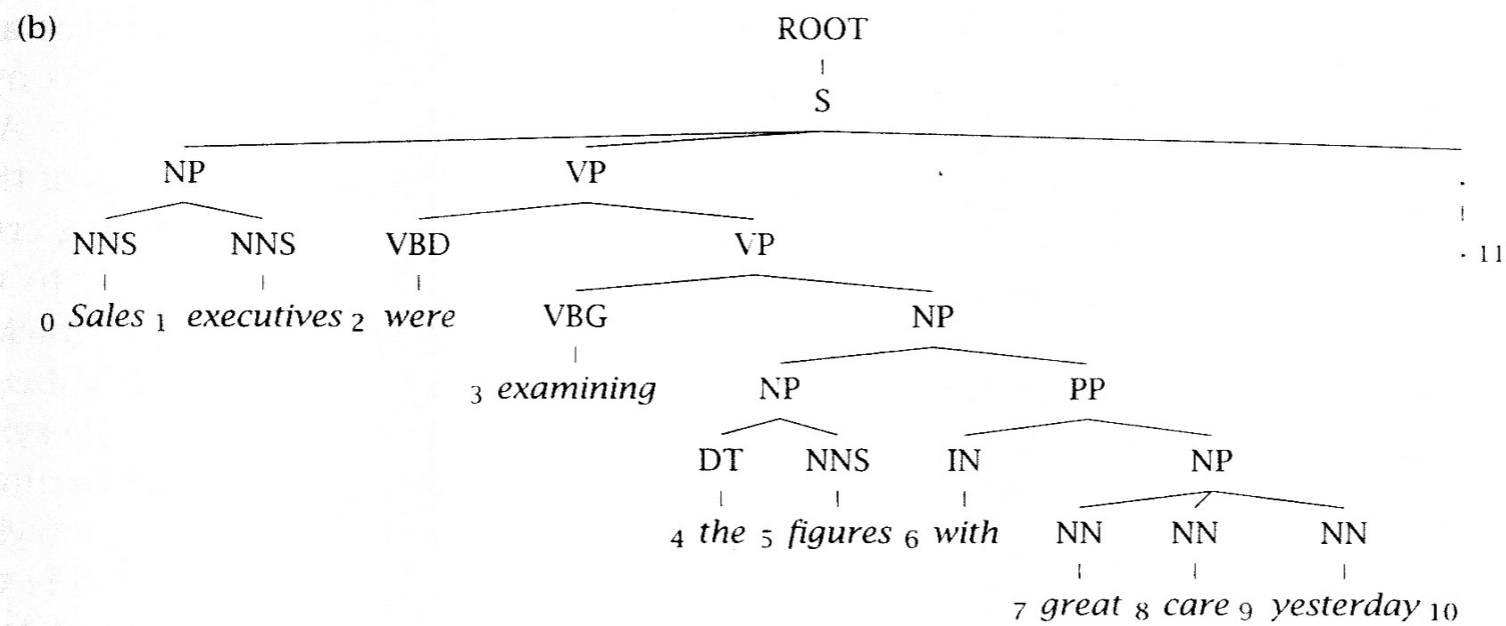 (b) ROOT
S
NP VP .
NNS NNS VBD VP . 11
0 Sales 1 executives 2 were VBG NP
3 examining NP PP
DT NNS IN NP
4 the 5 figures 6 with NN NN NN
7 great 8 care 9 yesterday 10